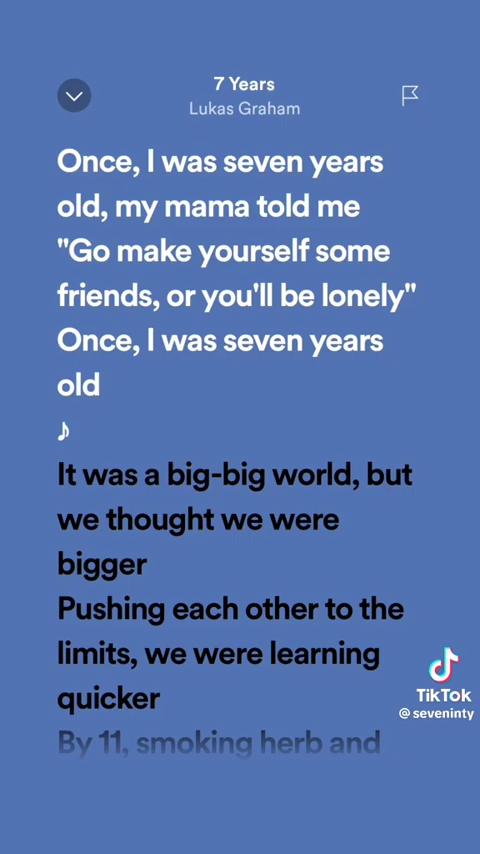 7 Years
Lukas Graham
Once, I was seven years
old, my mama told me
"Go make yourself some
friends, or you'll be lonely"
Once, I was seven years
old
♪
It was a big-big world, but
we thought we were
bigger
Pushing each other to the
limits, we were learning
quicker
By 11, smoking herb and
TikTok
@seveninty